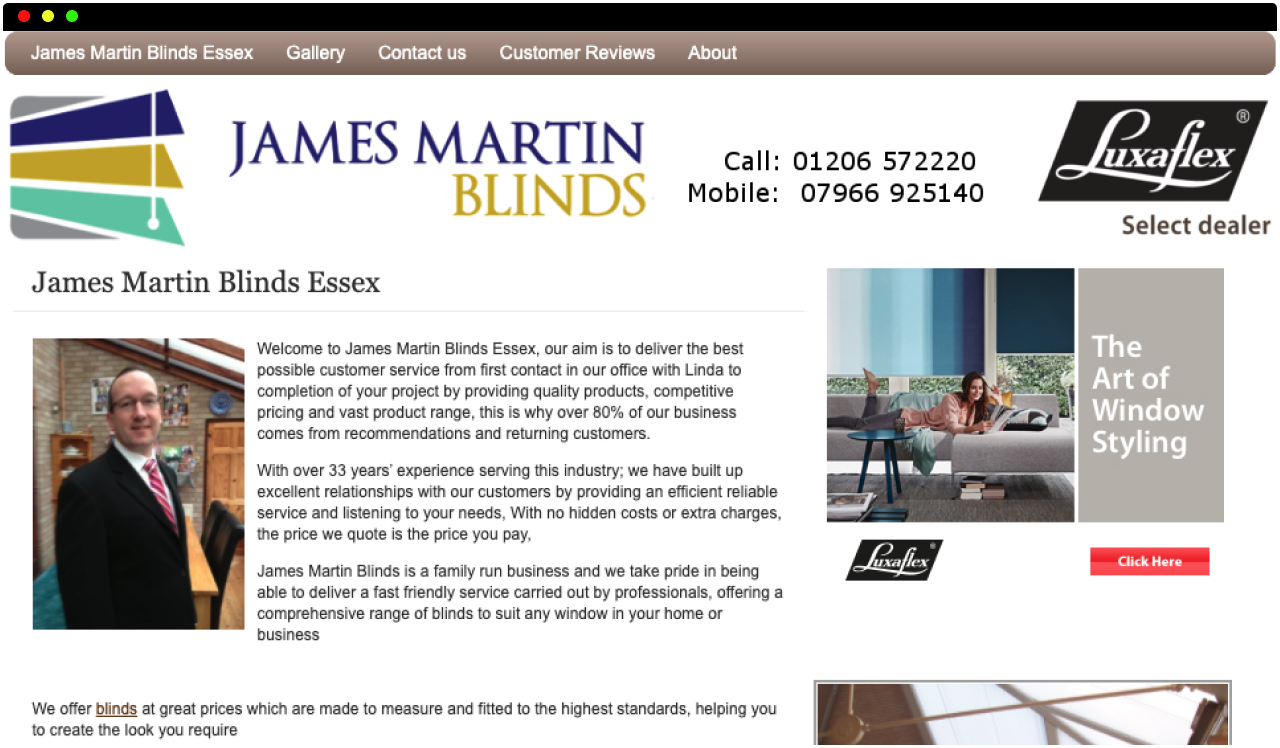 James Martin Blinds Essex Gallery Contact us Customer Reviews About
JAMES MARTIN
BLINDS
Call: 01206 572220
Mobile: 07966 925140
Luxaflex ®
Select dealer
James Martin Blinds Essex
Welcome to James Martin Blinds Essex, our aim is to deliver the best
possible customer service from first contact in our office with Linda to
completion of your project by providing quality products, competitive
pricing and vast product range, this is why over 80% of our business
comes from recommendations and returning customers.
With over 33 years’ experience serving this industry; we have built up
excellent relationships with our customers by providing an efficient reliable
service and listening to your needs, With no hidden costs or extra charges,
the price we quote is the price you pay,
James Martin Blinds is a family run business and we take pride in being
able to deliver a fast friendly service carried out by professionals, offering a
comprehensive range of blinds to suit any window in your home or
business
We offer blinds at great prices which are made to measure and fitted to the highest standards, helping you
to create the look you require
The
Art of
Window
Styling
Luxaflex ®
Click Here